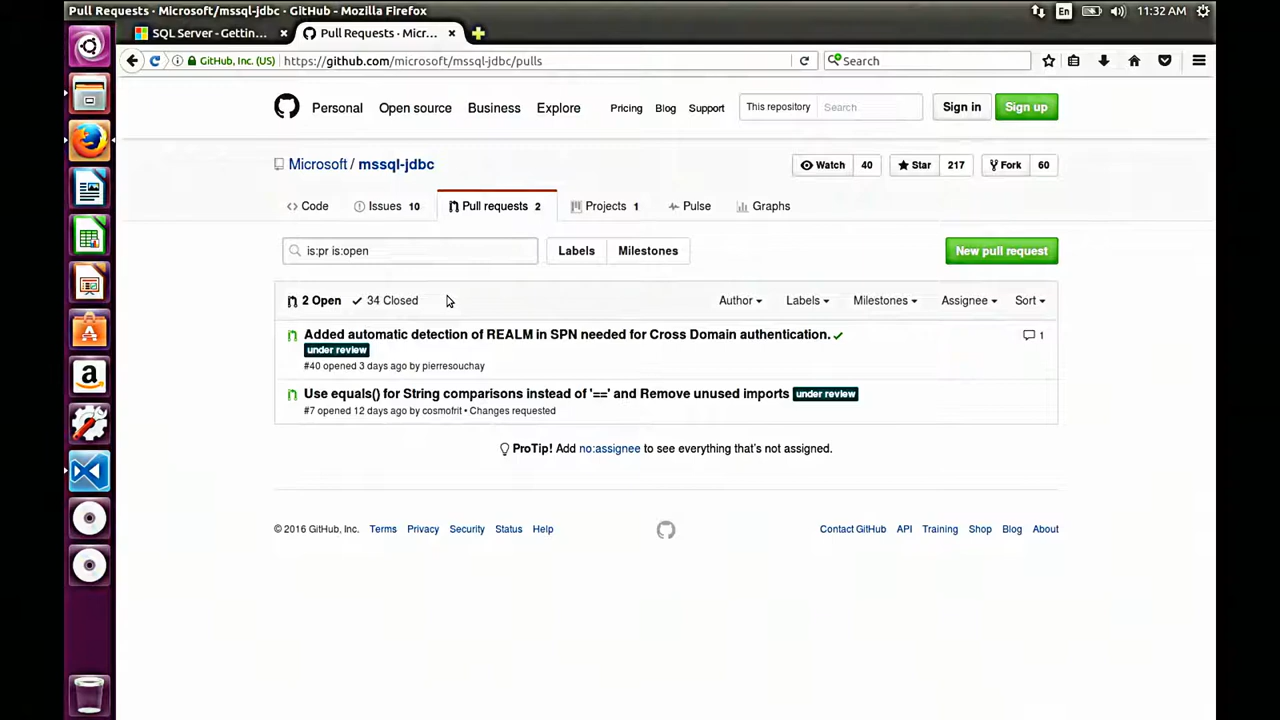 Pull Requests · Microsoft/mssql-jdbc · GitHub - Mozilla Firefox
En
11:32 AM
SQL Server - Gettin...
Pull Requests · Micr...
GitHub, Inc. (US)
https://github.com/microsoft/mssql-jdbc/pulls
Search
Personal Open source Business Explore Pricing Blog Support This repository Search Sign in Sign up
Microsoft / mssql-jdbc
Watch 40 Star 217 Fork 60
Code Issues 10 Pull requests 2 Projects 1 Pulse Graphs
is:pr is:open Labels Milestones New pull request
2 Open 34 Closed Author Labels Milestones Assignee Sort
Added automatic detection of REALM in SPN needed for Cross Domain authentication. 1
under review
#40 opened 3 days ago by pierresouchay
Use equals() for String comparisons instead of '==' and Remove unused imports under review
#7 opened 12 days ago by cosmofrit • Changes requested
ProTip! Add no:assignee to see everything that's not assigned.
© 2016 GitHub, Inc. Terms Privacy Security Status Help Contact GitHub API Training Shop Blog About